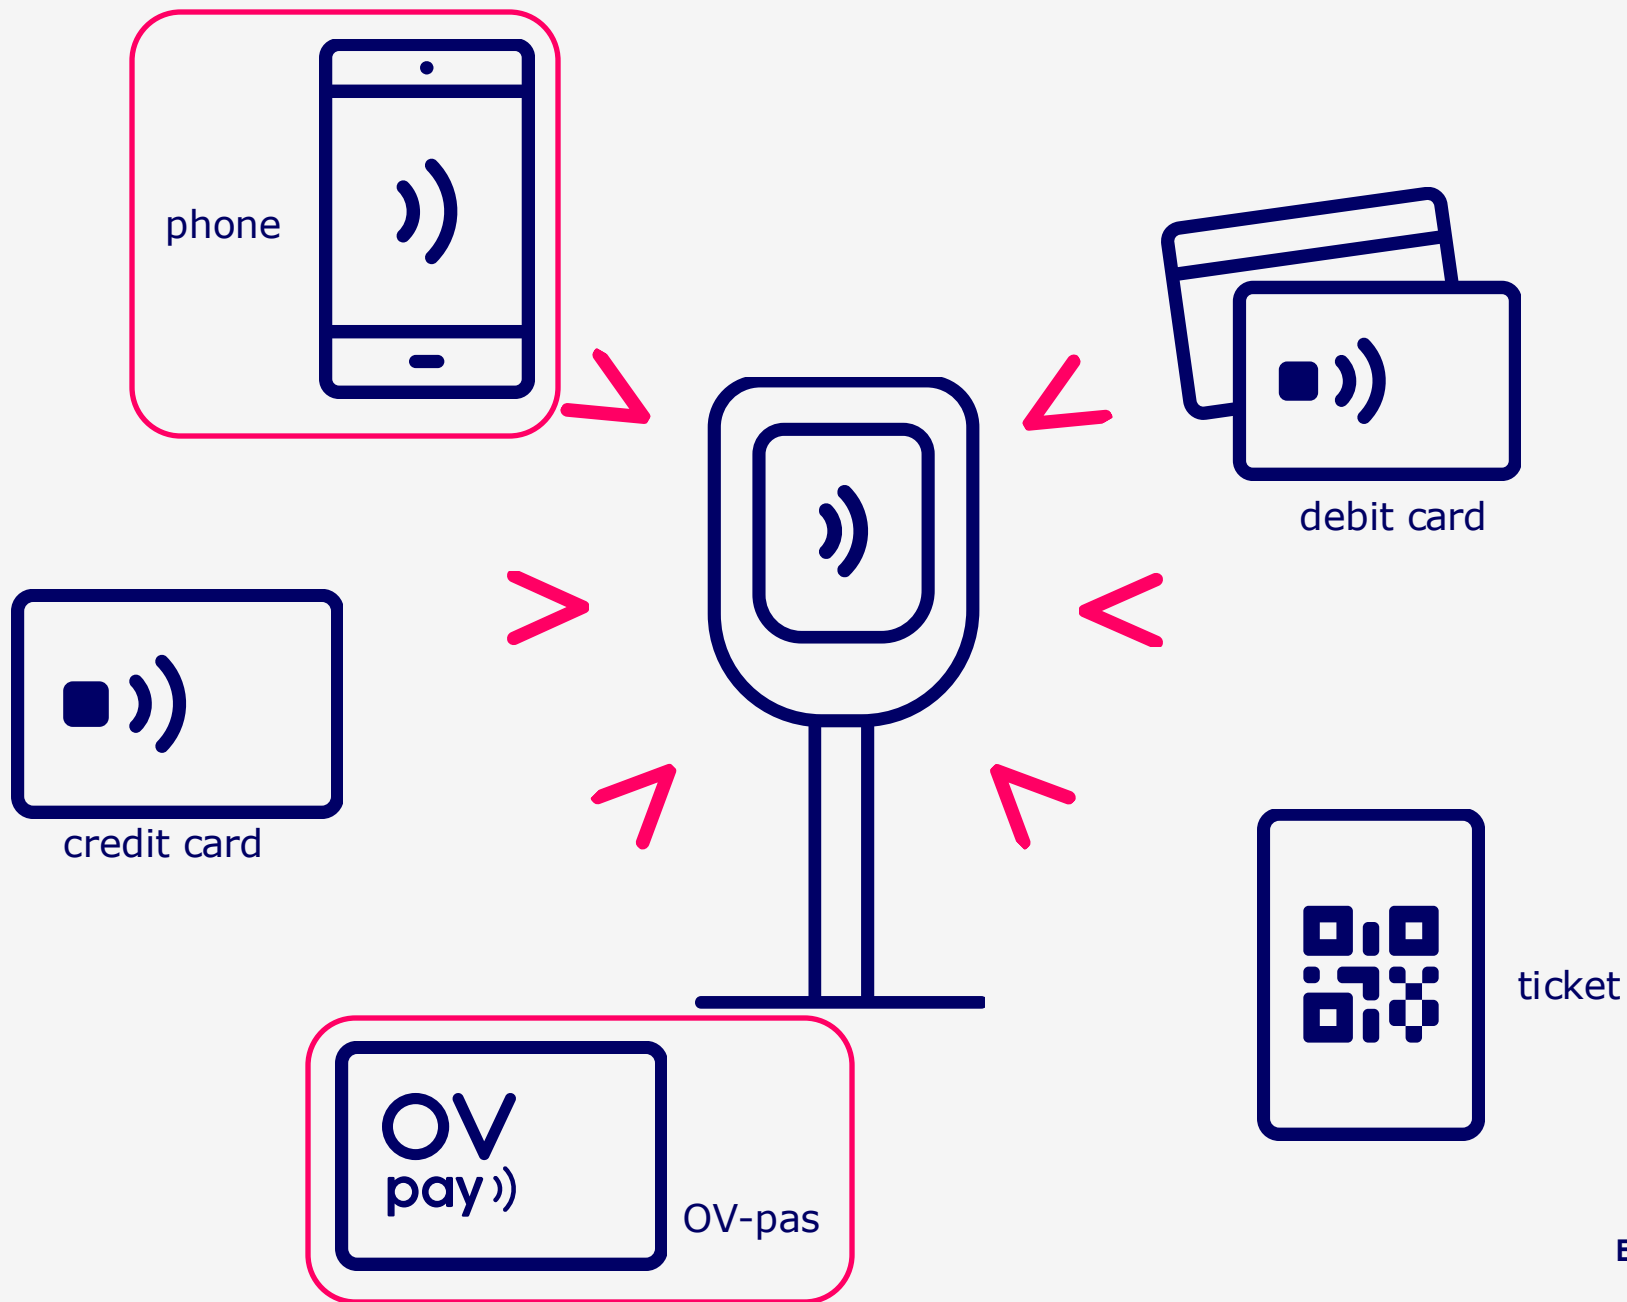 phone
debit card
credit card
ticket
OV
pay
OV-pas